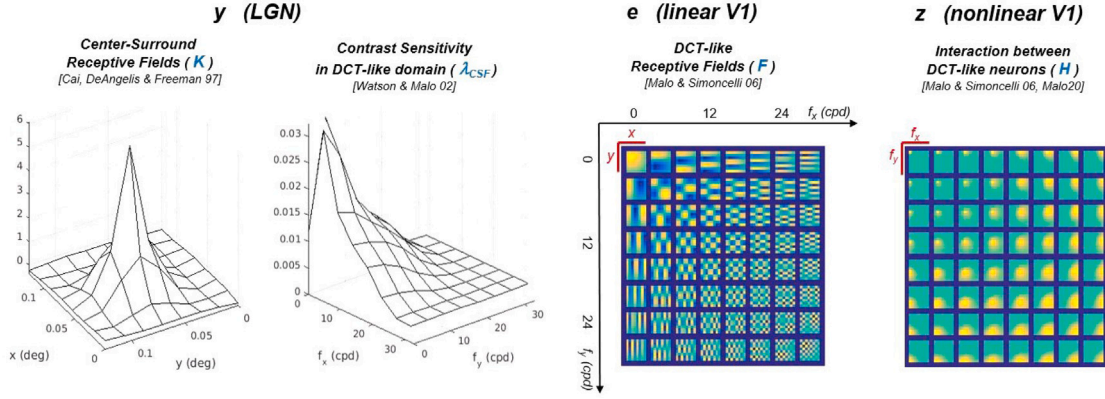 y (LGN)
Center-Surround
Receptive Fields ( K )
[Cai, DeAngelis & Freeman 97]
6
5
4
3
2
1
0
0.1
0.05
0
x (deg)
0.1
0.05
0
y (deg)
Contrast Sensitivity
in DCT-like domain ( λCSF )
[Watson & Malo 02]
0.03
0.025
0.02
0.015
0.01
0.005
0
10
20
30
fx (cpd)
0
10
20
30
fy (cpd)
e (linear V1)
DCT-like
Receptive Fields ( F )
[Malo & Simoncelli 06]
0 12 24 fx (cpd)
x
y
0
12
24
fy (cpd)
z (nonlinear V1)
Interaction between
DCT-like neurons ( H )
[Malo & Simoncelli 06, Malo20]
fx
fy